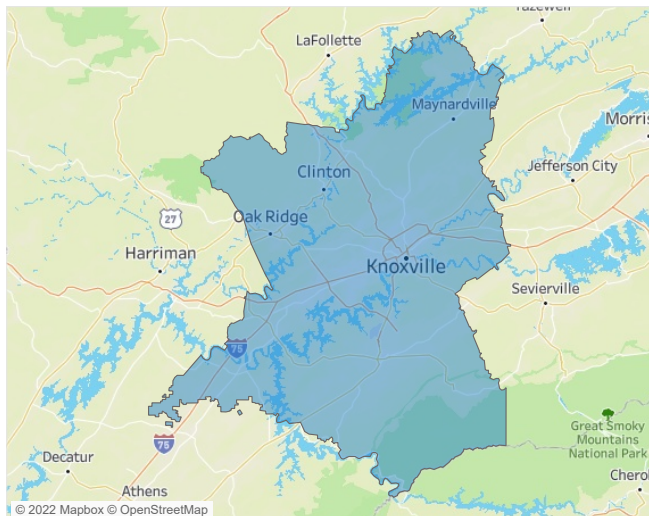 Tazewell
LaFollette
Maynardville
Morris
Jefferson City
Clinton
27
Oak Ridge
Harriman
Knoxville
Sevierville
75
Great Smoky
Mountains
National Park
75
Decatur
Cherol
Athens
© 2022 Mapbox © OpenStreetMap